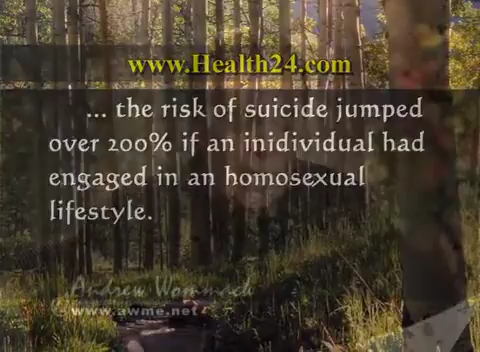 www.Health24.com
... the risk of suicide jumped
over 200% if an inidividual had
engaged in an homosexual
lifestyle.
Andrew Wommack
www.awme.net